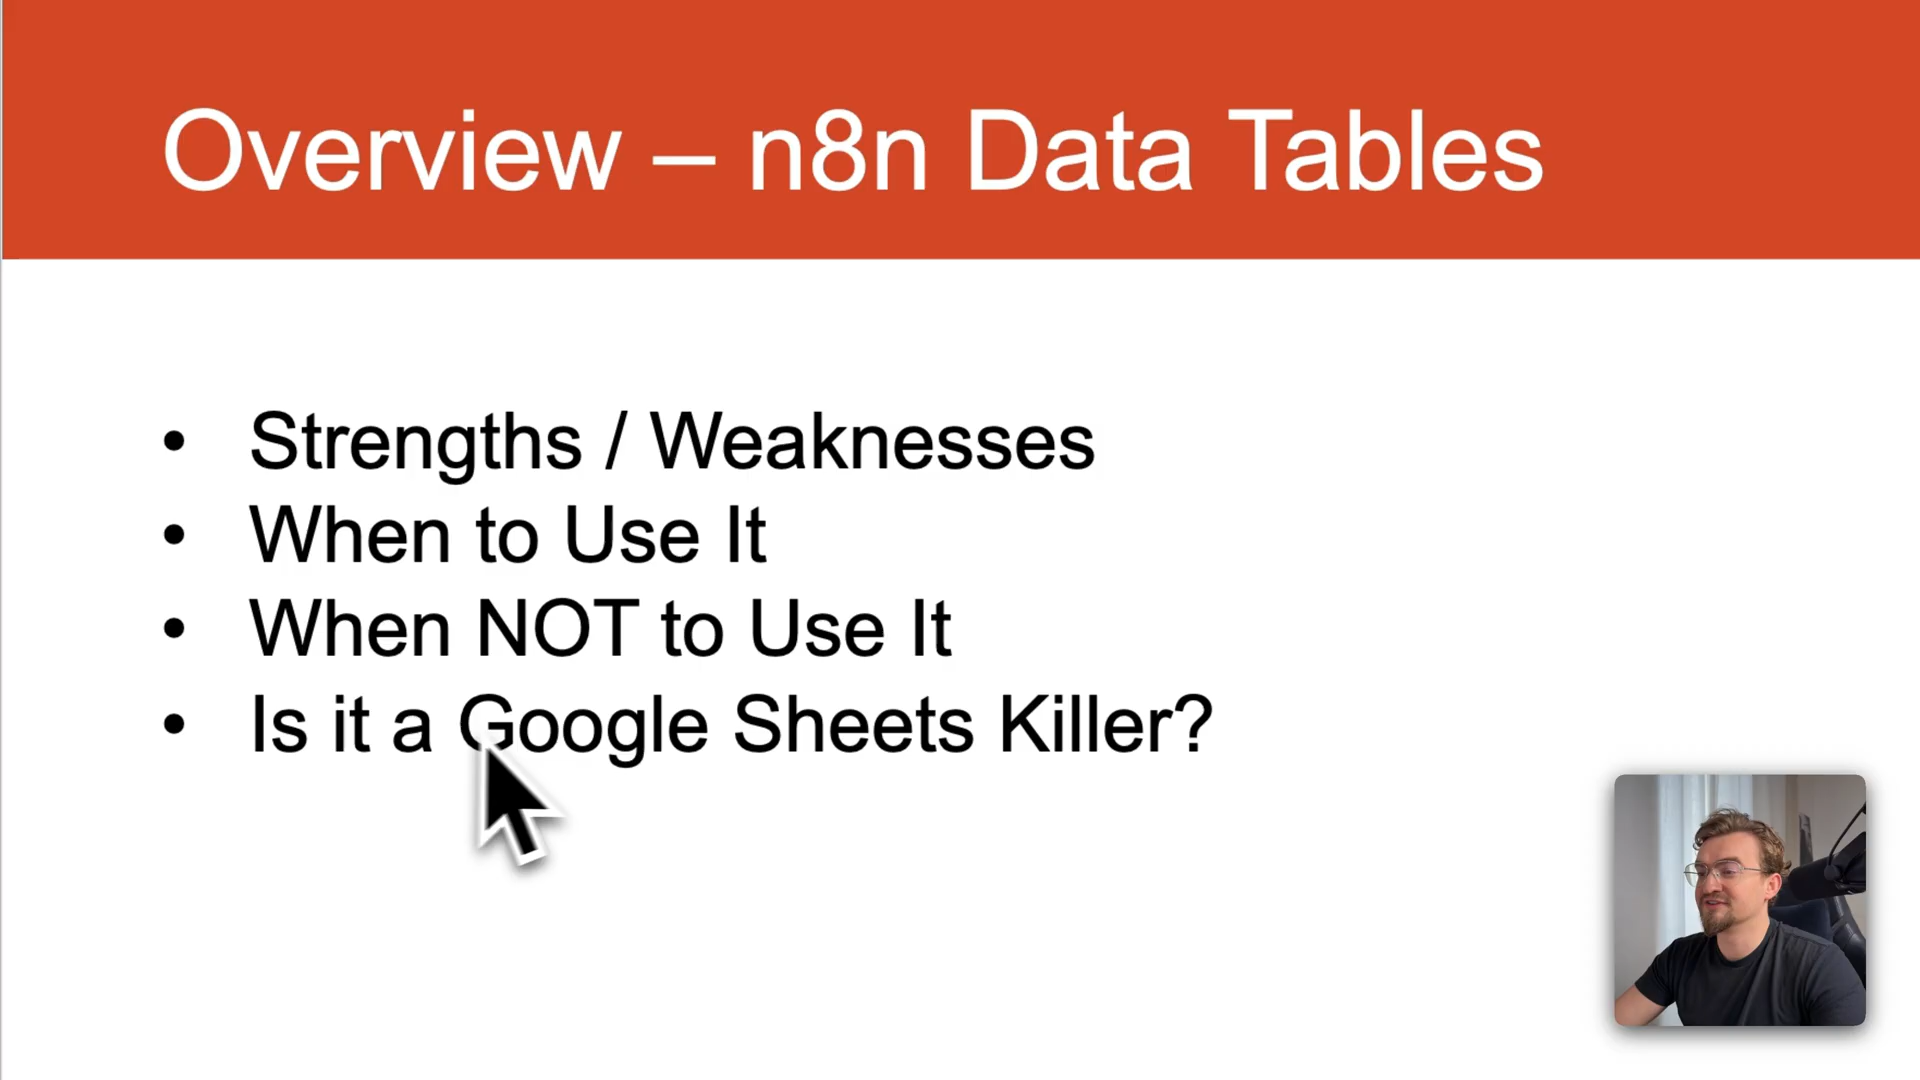 Overview – n8n Data Tables
• Strengths / Weaknesses
• When to Use It
• When NOT to Use It
• Is it a Google Sheets Killer?